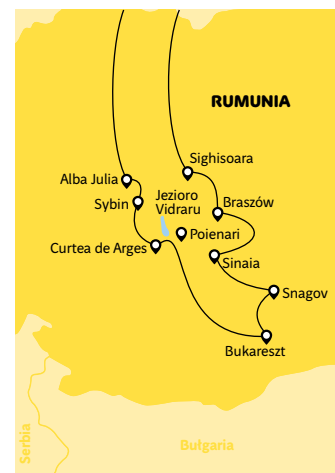 RUMUNIA
Sighisoara
Alba Julia
Jezioro
Vidraru
Sybin
Braszów
Poienari
Curtea de Arges
Sinaia
Snagov
Bukareszt
Serbia
Bułgaria